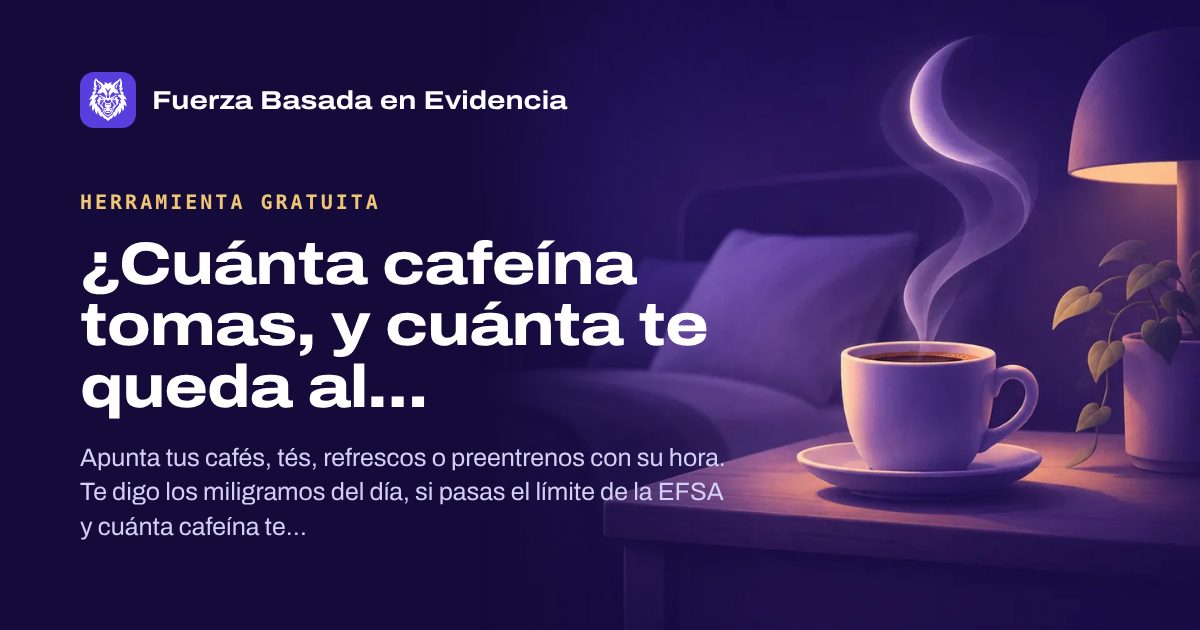 Fuerza Basada en Evidencia
HERRAMIENTA GRATUITA
¿Cuánta cafeína
tomas, y cuánta te
queda al...
Apunta tus cafés, tés, refrescos o preentrenos con su hora.
Te digo los miligramos del día, si pasas el límite de la EFSA
y cuánta cafeína te...